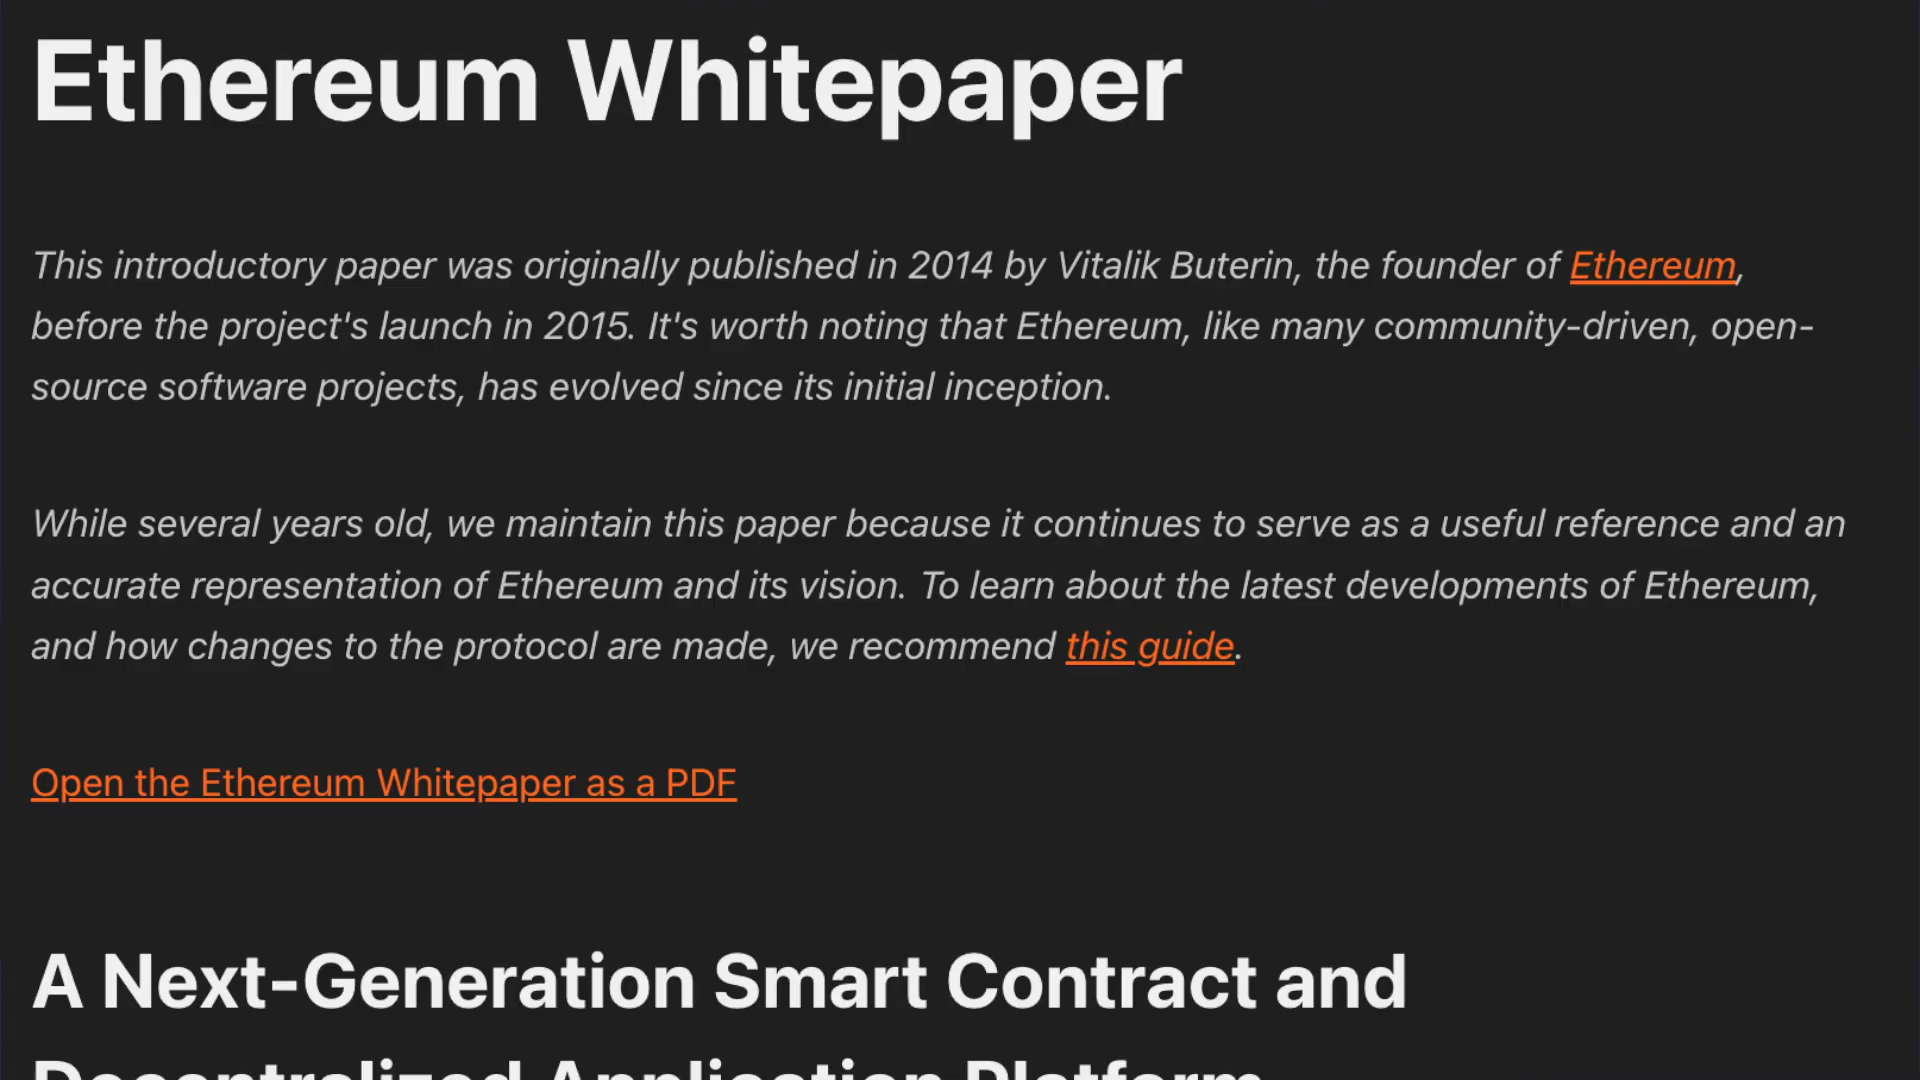 Ethereum Whitepaper
This introductory paper was originally published in 2014 by Vitalik Buterin, the founder of Ethereum,
before the project's launch in 2015. It's worth noting that Ethereum, like many community-driven, open-
source software projects, has evolved since its initial inception.
While several years old, we maintain this paper because it continues to serve as a useful reference and an
accurate representation of Ethereum and its vision. To learn about the latest developments of Ethereum,
and how changes to the protocol are made, we recommend this guide.
Open the Ethereum Whitepaper as a PDF
A Next-Generation Smart Contract and
Decentralized Application Platform